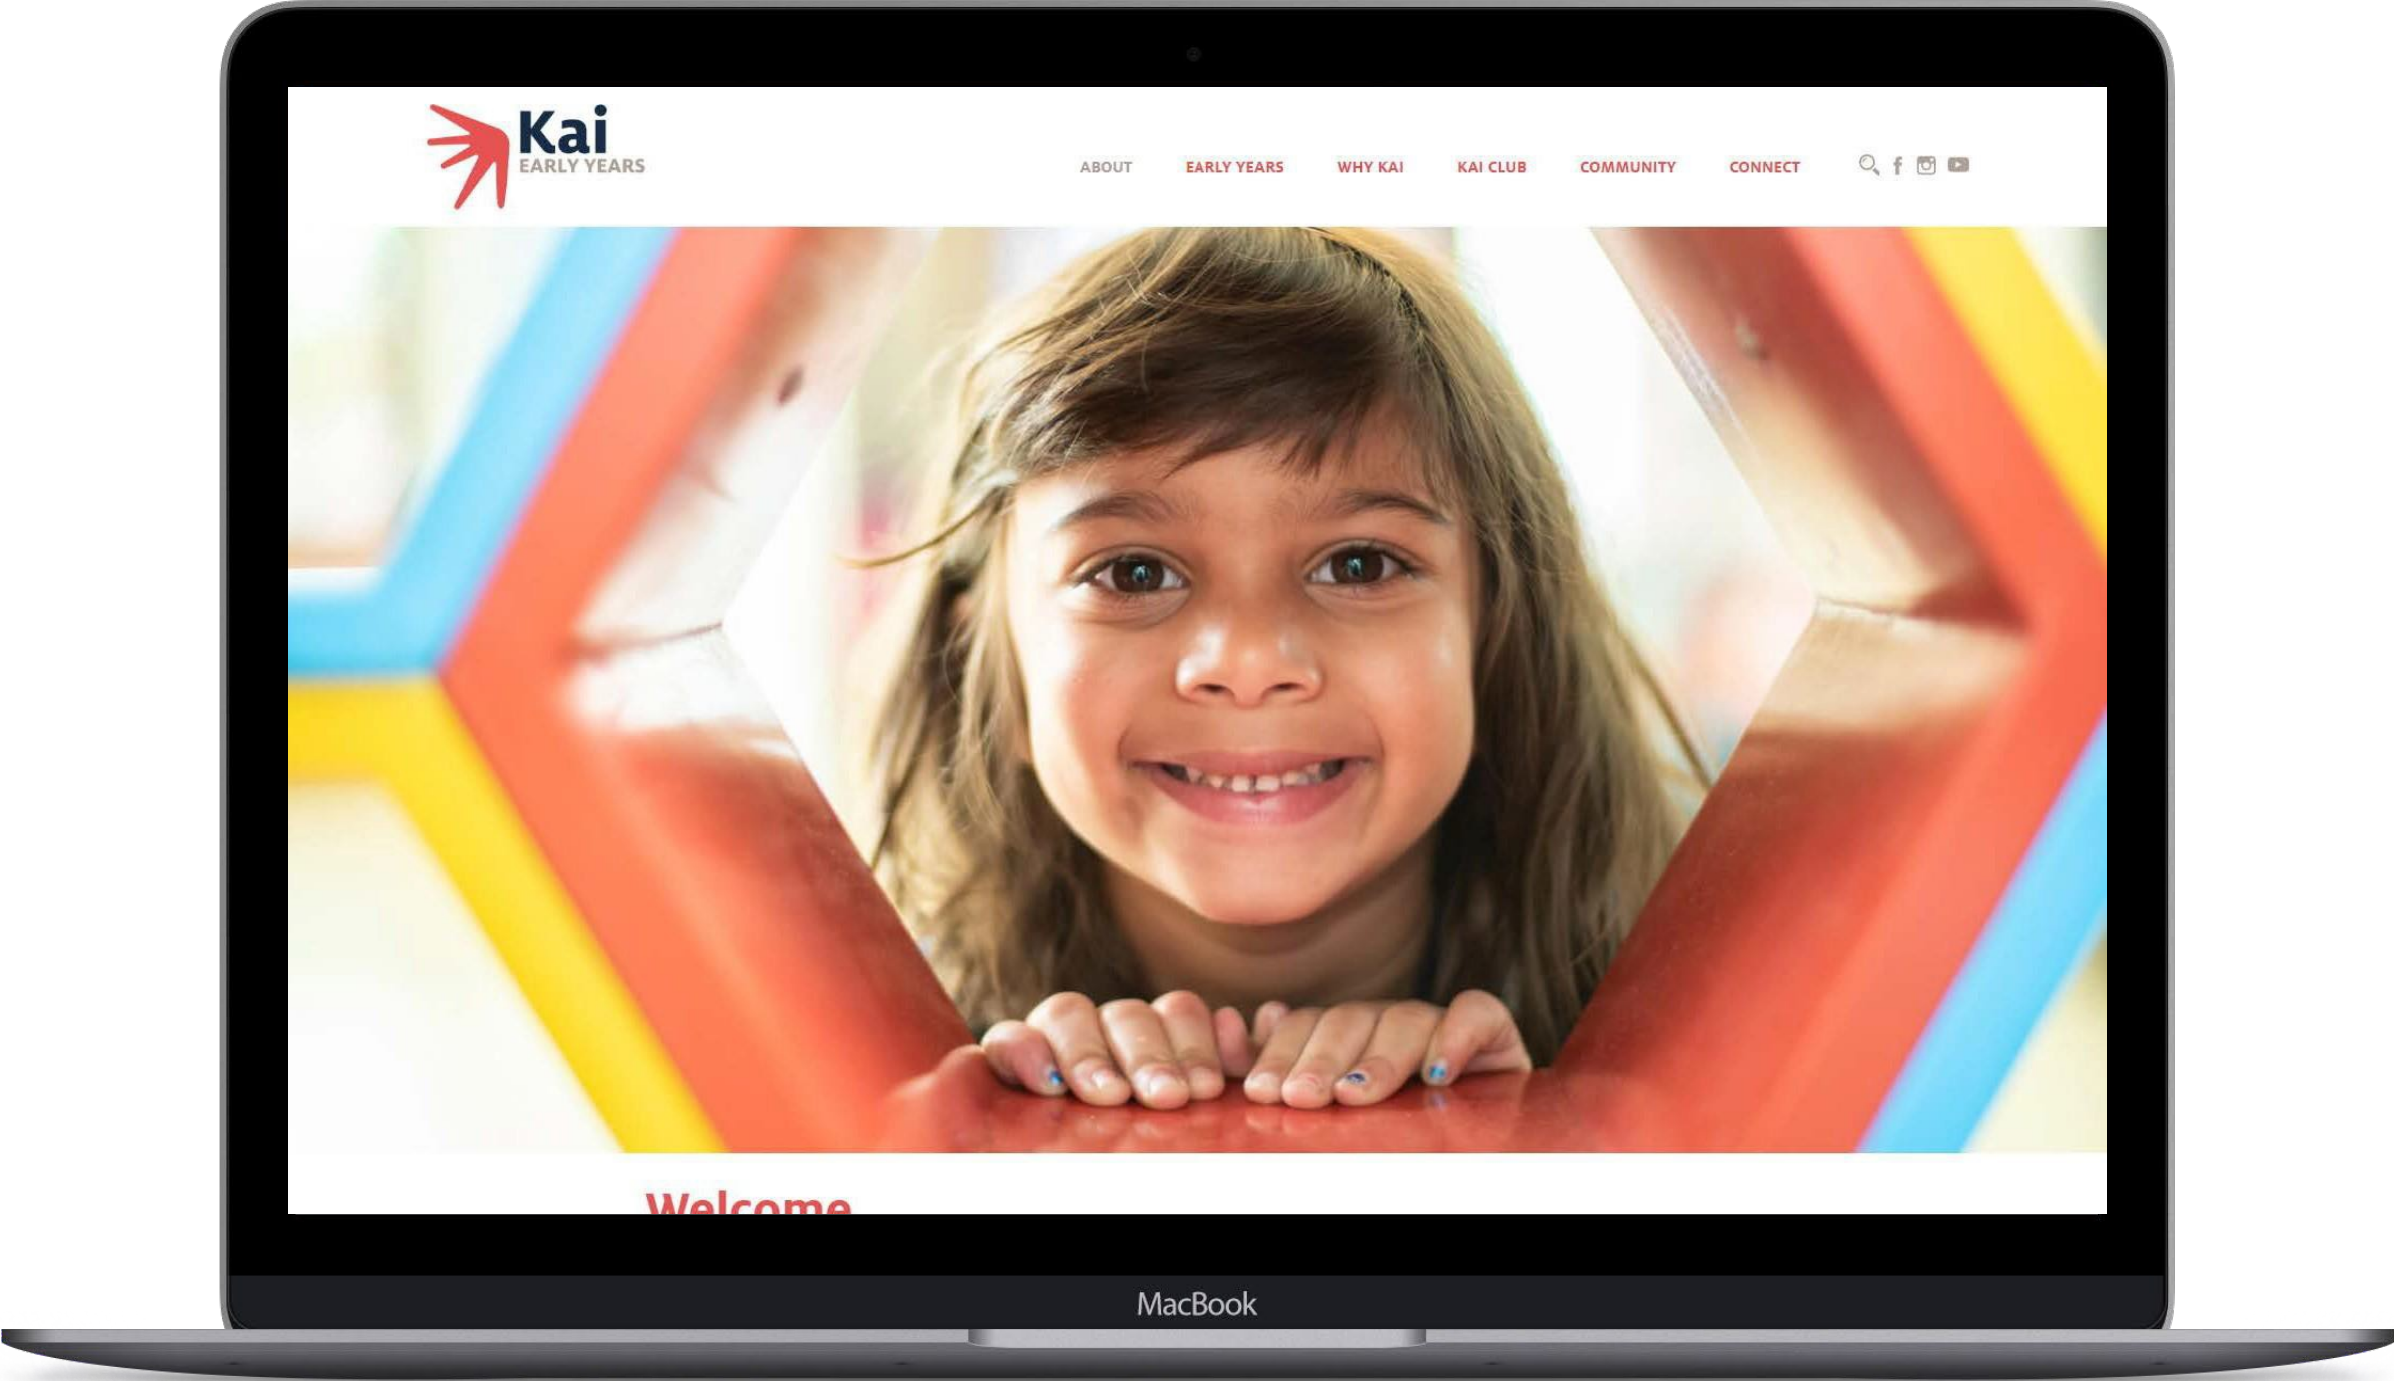 Kai
EARLY YEARS
ABOUT EARLY YEARS WHY KAI KAI CLUB COMMUNITY CONNECT
Welcome
MacBook